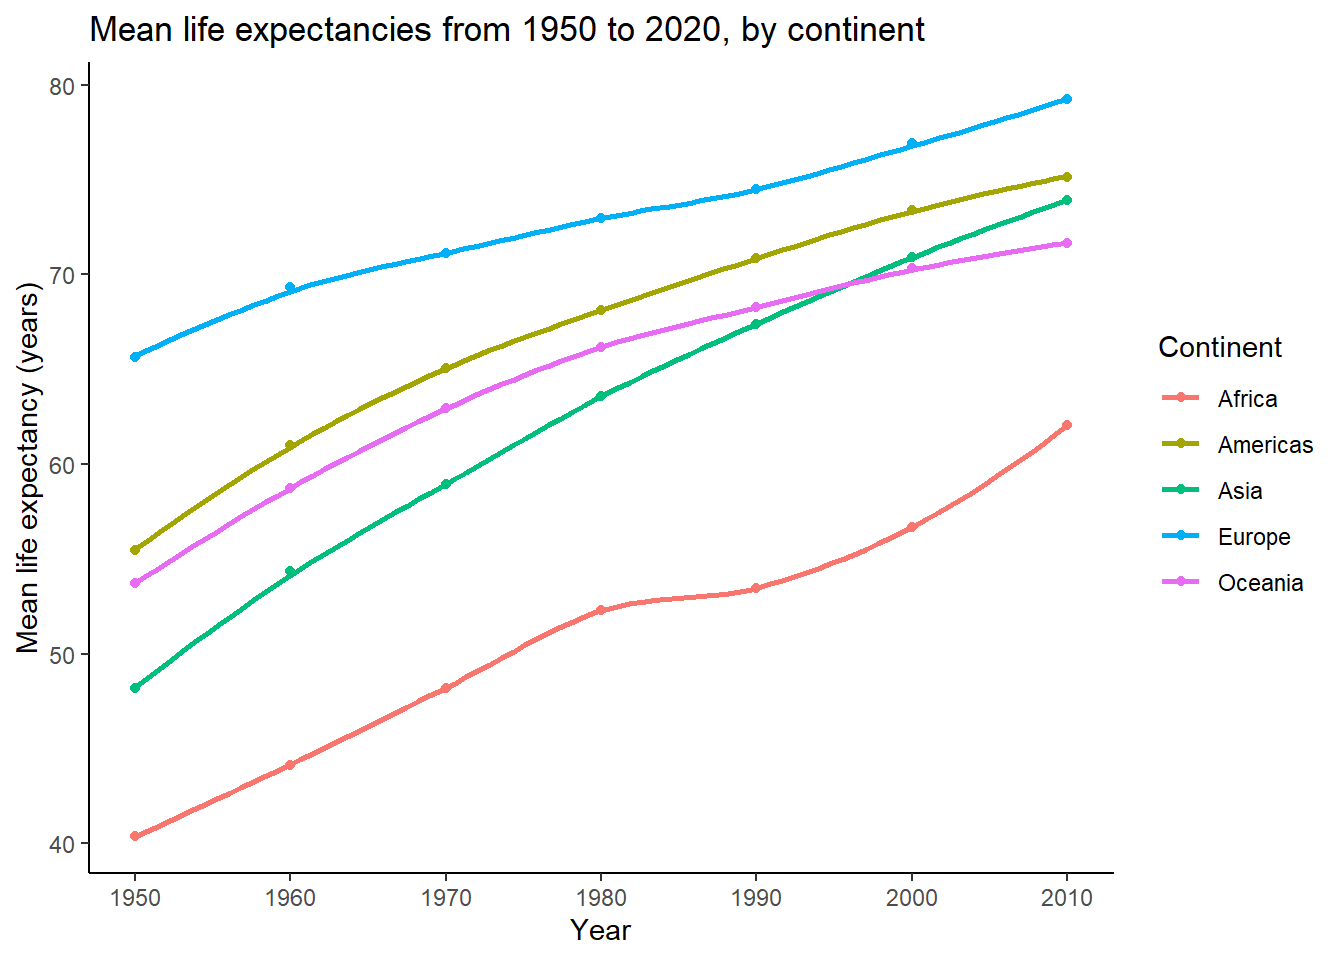 Mean life expectancies from 1950 to 2020, by continent
Mean life expectancy (years)
80
70
60
50
40
1950 1960 1970 1980 1990 2000 2010
Year
Continent
Africa
Americas
Asia
Europe
Oceania